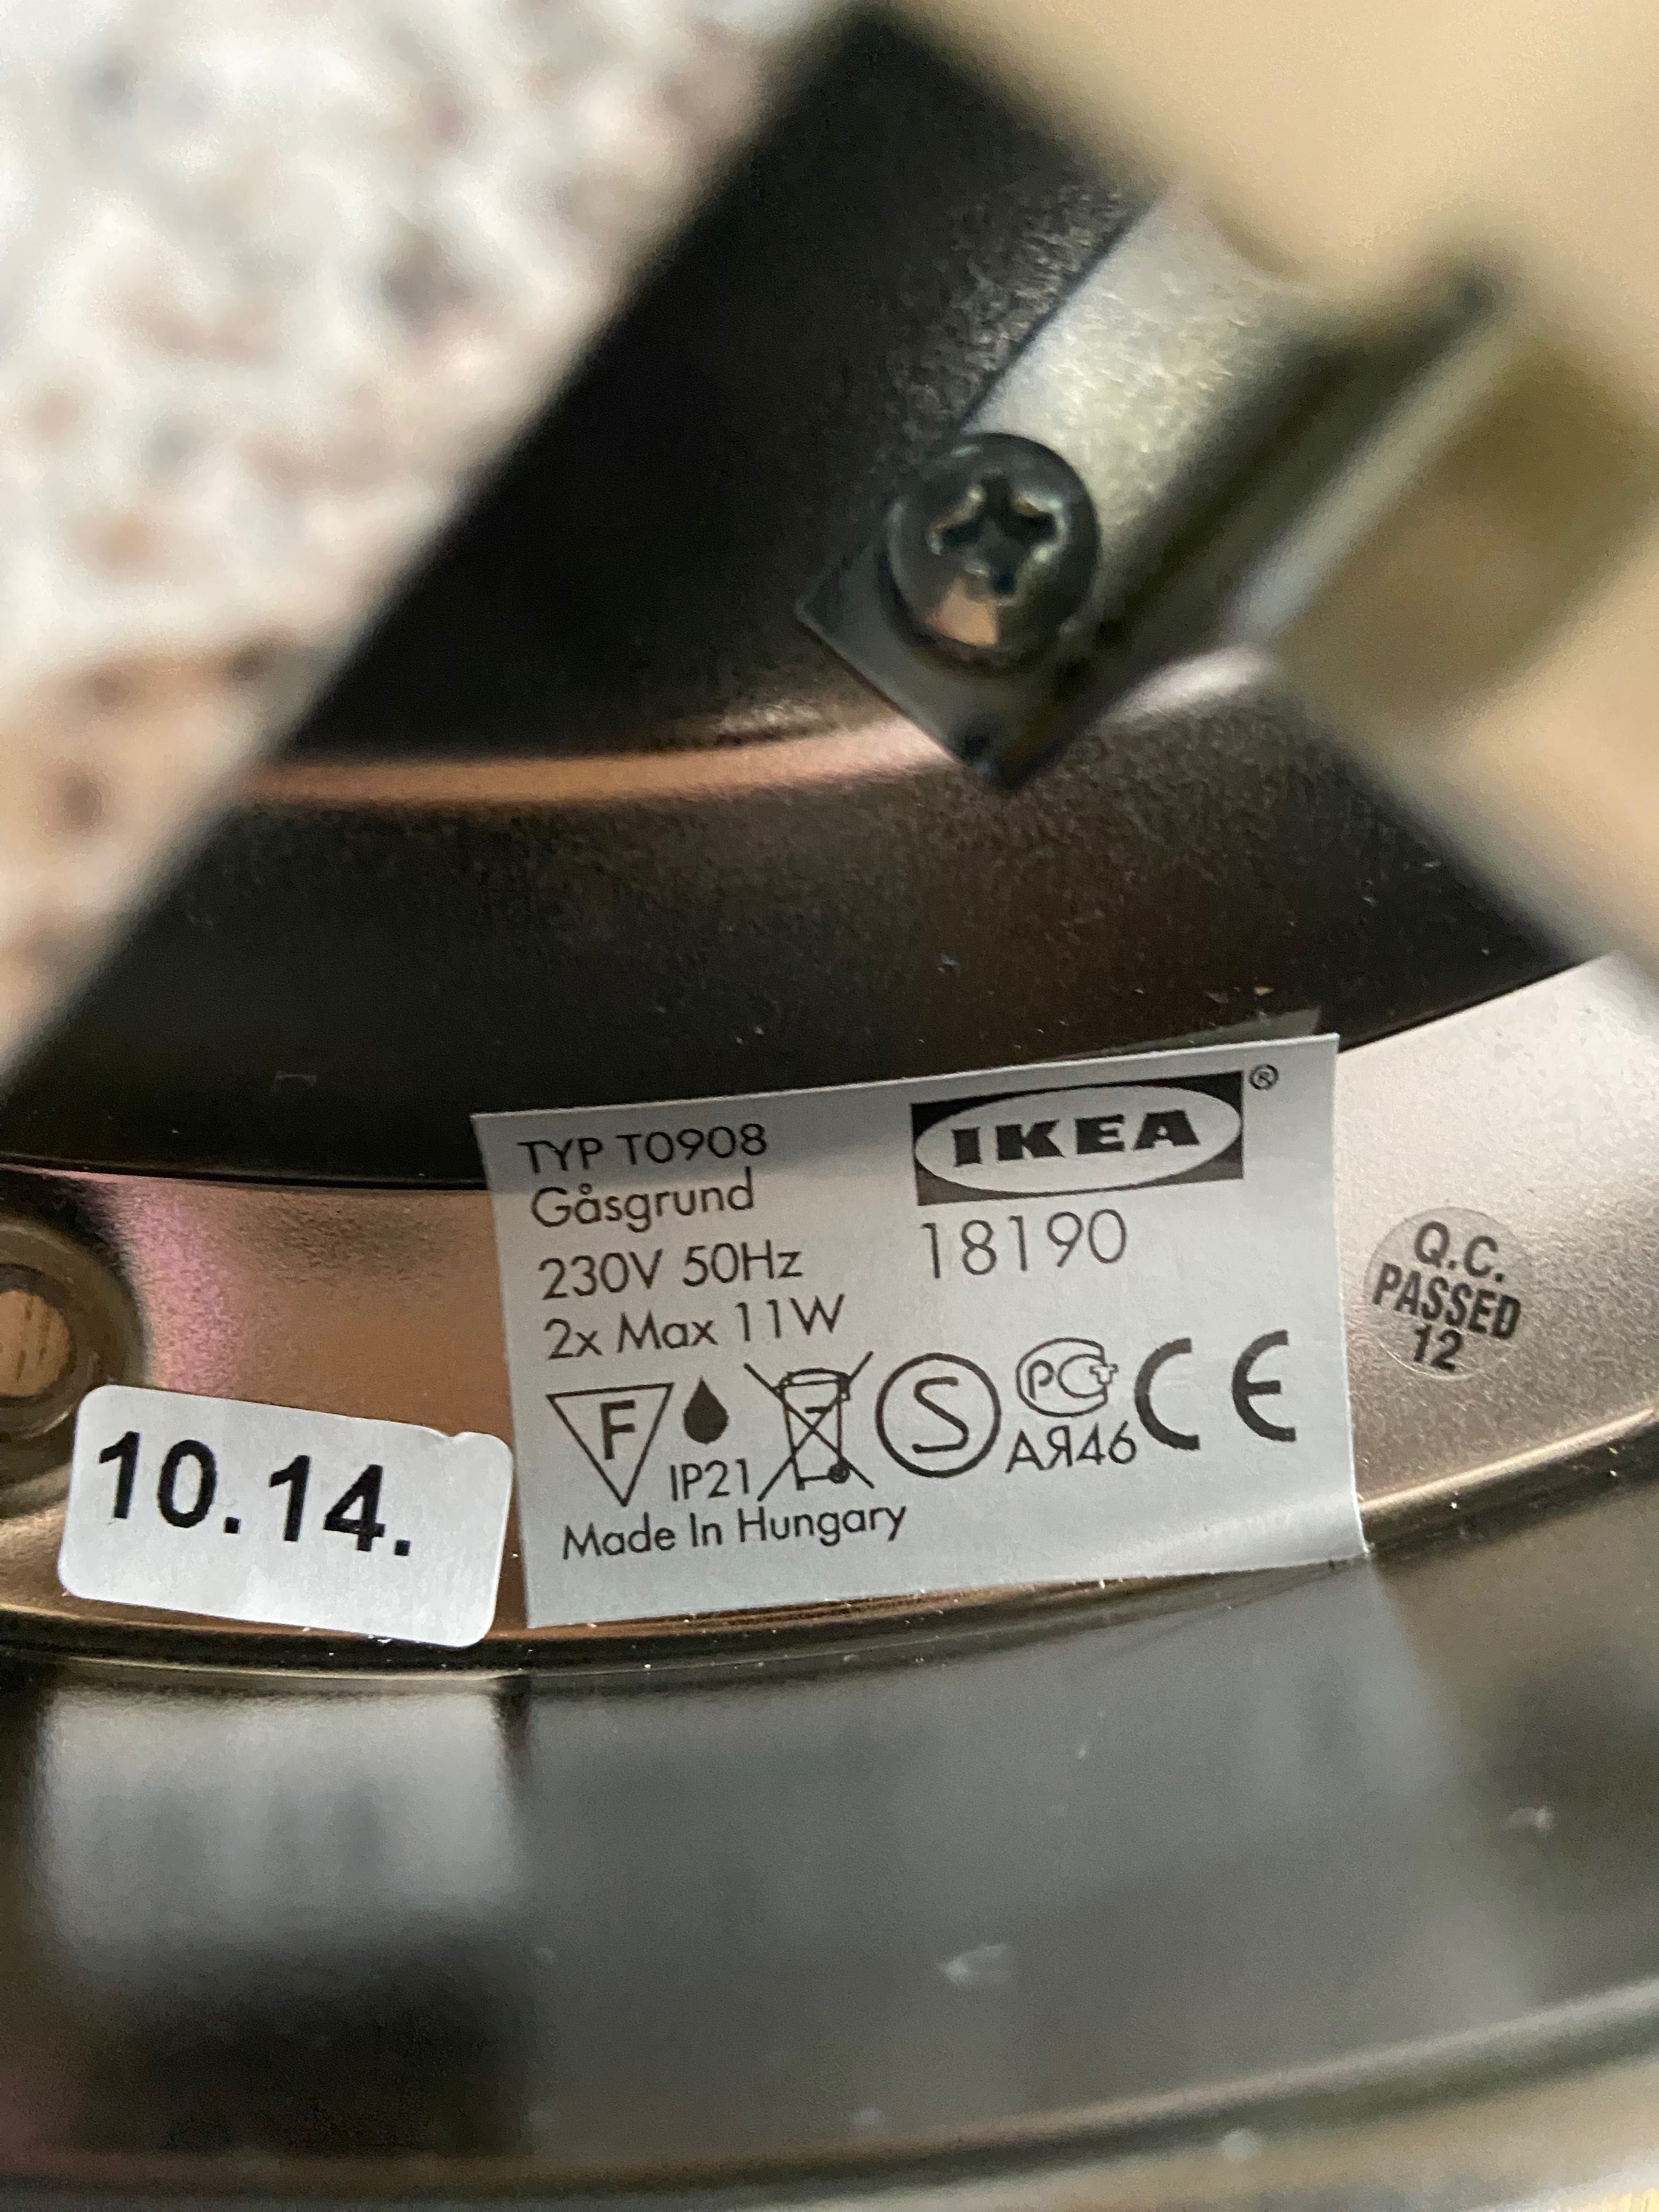 TYP T0908
Gåsgrund
230V 50Hz
2x Max 11W
IKEA®
18190
F
IP21
S
PC
АЯ46
CE
Made In Hungary
10.14.
Q.C.
PASSED
12